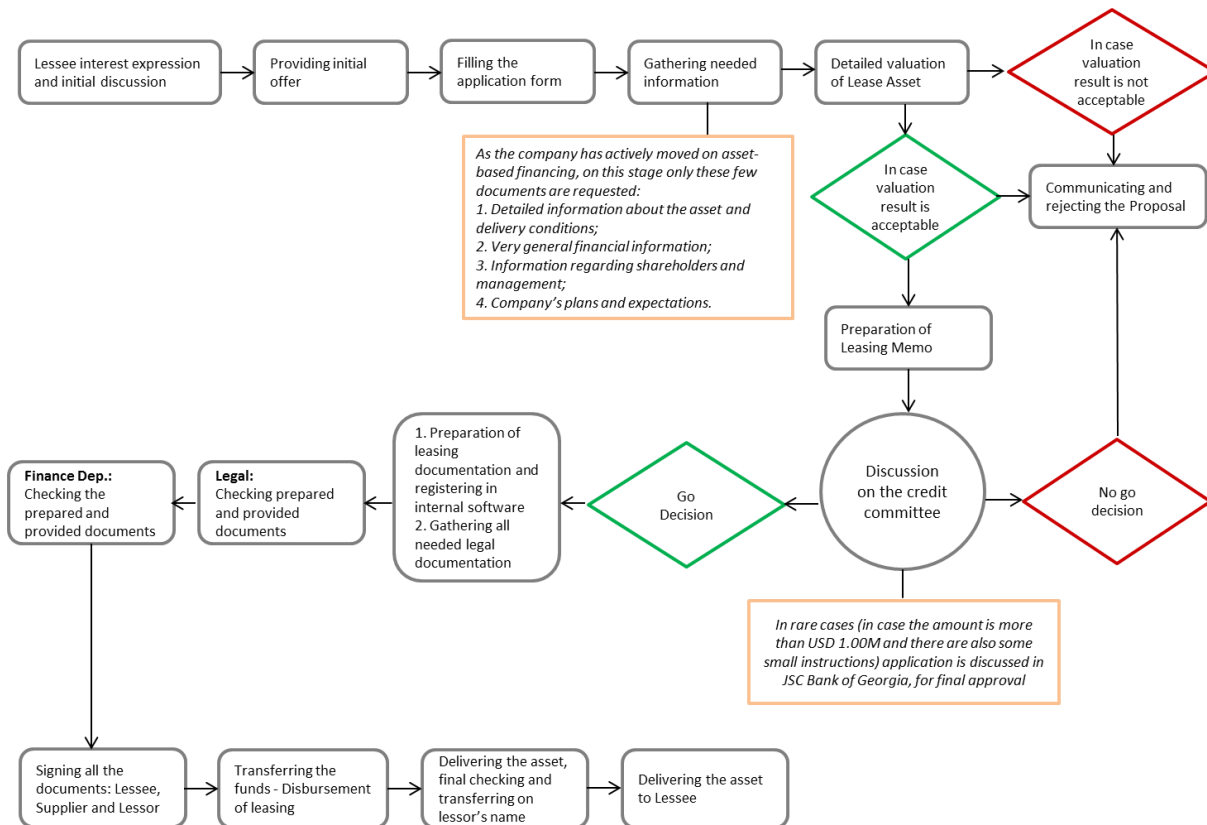 Lessee interest expression
and initial discussion
Providing initial
offer
Filling the
application form
Gathering needed
information
Detailed valuation
of Lease Asset
In case
valuation
result is not
acceptable
As the company has actively moved on asset-
based financing, on this stage only these few
documents are requested:
1. Detailed information about the asset and
delivery conditions;
2. Very general financial information;
3. Information regarding shareholders and
management;
4. Company’s plans and expectations.
In case
valuation
result is
acceptable
Communicating and
rejecting the Proposal
Preparation of
Leasing Memo
Finance Dep.:
Checking the
prepared and
provided documents
Legal:
Checking prepared
and provided
documents
1. Preparation of
leasing
documentation and
registering in
internal software
2. Gathering all
needed legal
documentation
Go
Decision
Discussion
on the credit
committee
No go
decision
In rare cases (in case the amount is more
than USD 1.00M and there are also some
small instructions) application is discussed in
JSC Bank of Georgia, for final approval
Signing all the
documents: Lessee,
Supplier and Lessor
Transferring the
funds - Disbursement
of leasing
Delivering the asset,
final checking and
transferring on
lessor’s name
Delivering the asset
to Lessee